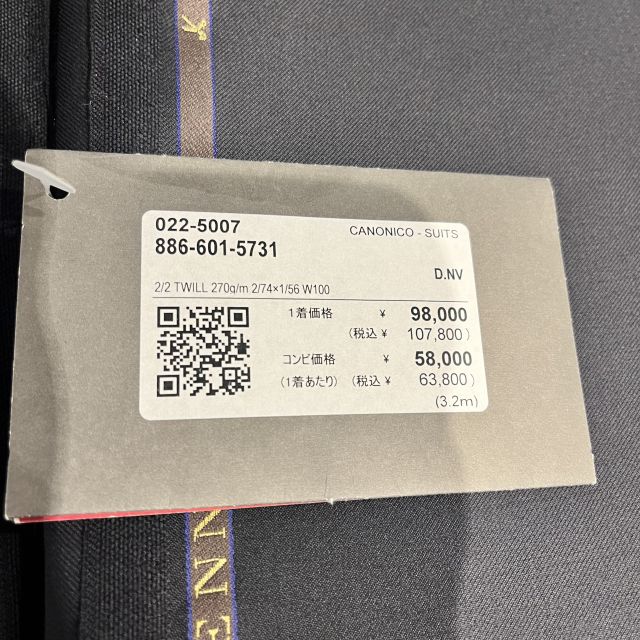 022-5007
CANONICO - SUITS
886-601-5731
D.NV
2/2 TWILL 270g/m 2/74×1/56 W100
1着価格 ¥ 98,000
(税込 ¥ 107,800)
コンビ価格 ¥ 58,000
(1着あたり) (税込 ¥ 63,800)
(3.2m)
ENN